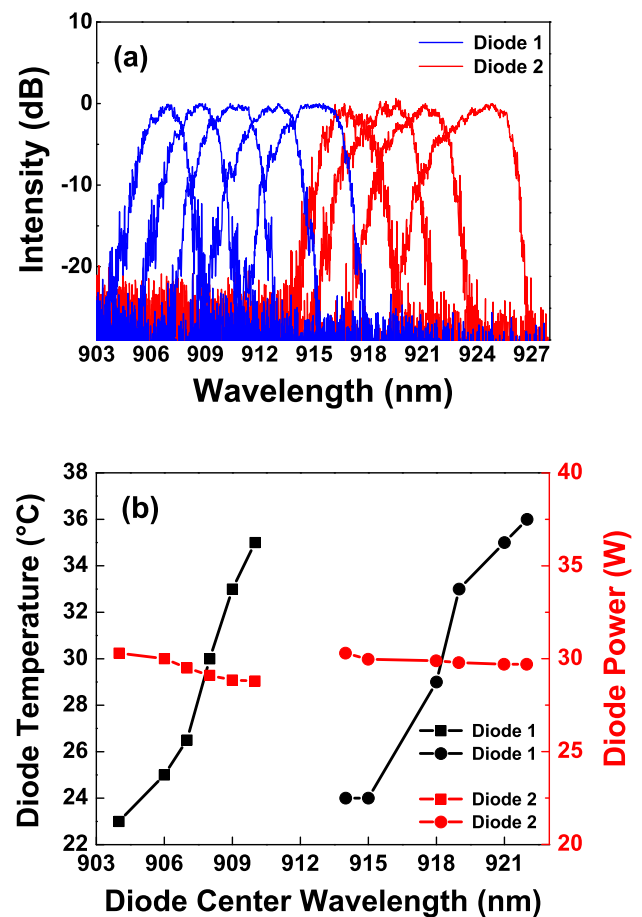 (a)
Diode 1
Diode 2
10
0
-10
-20
Intensity (dB)
903 906 909 912 915 918 921 924 927
Wavelength (nm)
(b)
38
36
34
32
30
28
26
24
22
Diode Temperature (°C)
40
35
30
25
20
Diode Power (W)
Diode 1
Diode 1
Diode 2
Diode 2
903 906 909 912 915 918 921
Diode Center Wavelength (nm)